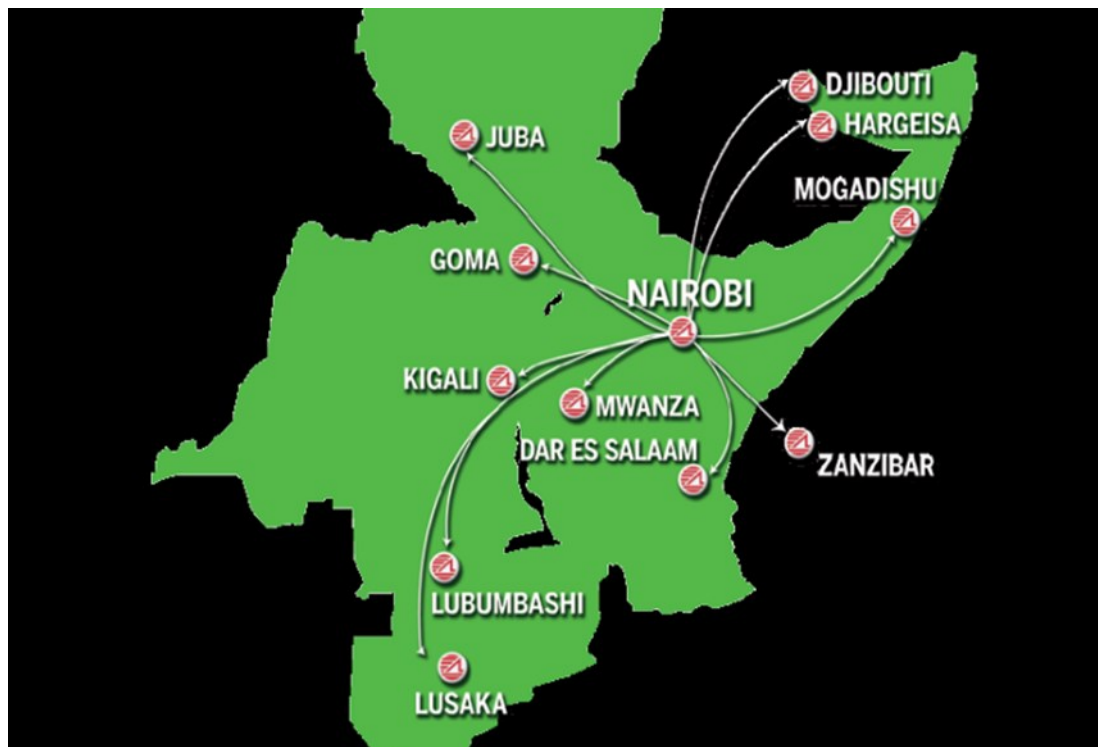 DJIBOUTI
HARGEISA
JUBA
MOGADISHU
GOMA
NAIROBI
KIGALI
MWANZA
DAR ES SALAAM
ZANZIBAR
LUBUMBASHI
LUSAKA